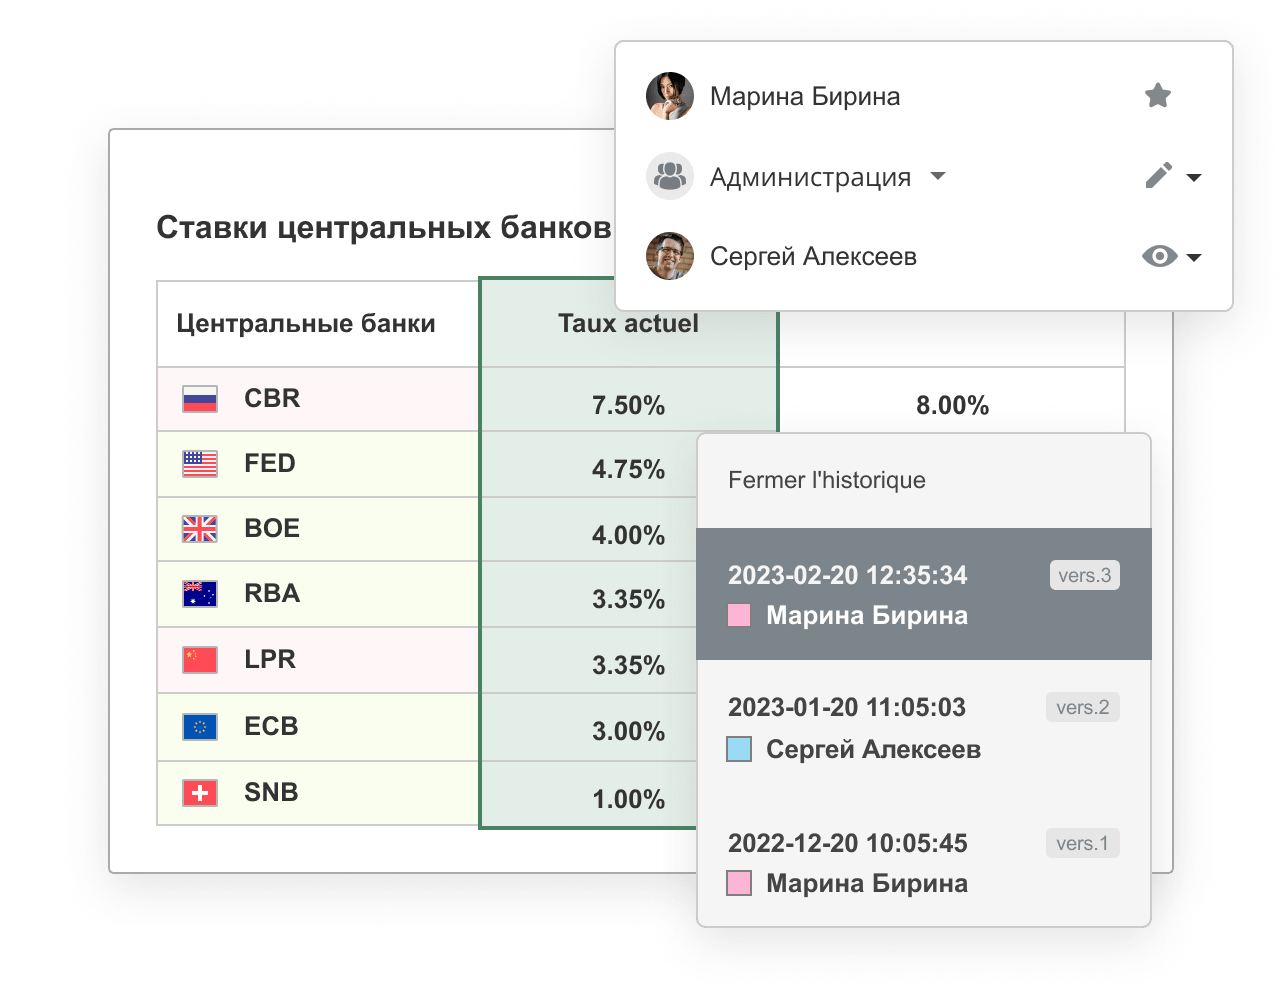 Марина Бирина
Администрация
Сергей Алексеев
Ставки центральных банков
Центральные банки Taux actuel
CBR 7.50% 8.00%
FED 4.75%
BOE 4.00%
RBA 3.35%
LPR 3.35%
ECB 3.00%
SNB 1.00%
Fermer l'historique
2023-02-20 12:35:34 vers.3
Марина Бирина
2023-01-20 11:05:03 vers.2
Сергей Алексеев
2022-12-20 10:05:45 vers.1
Марина Бирина